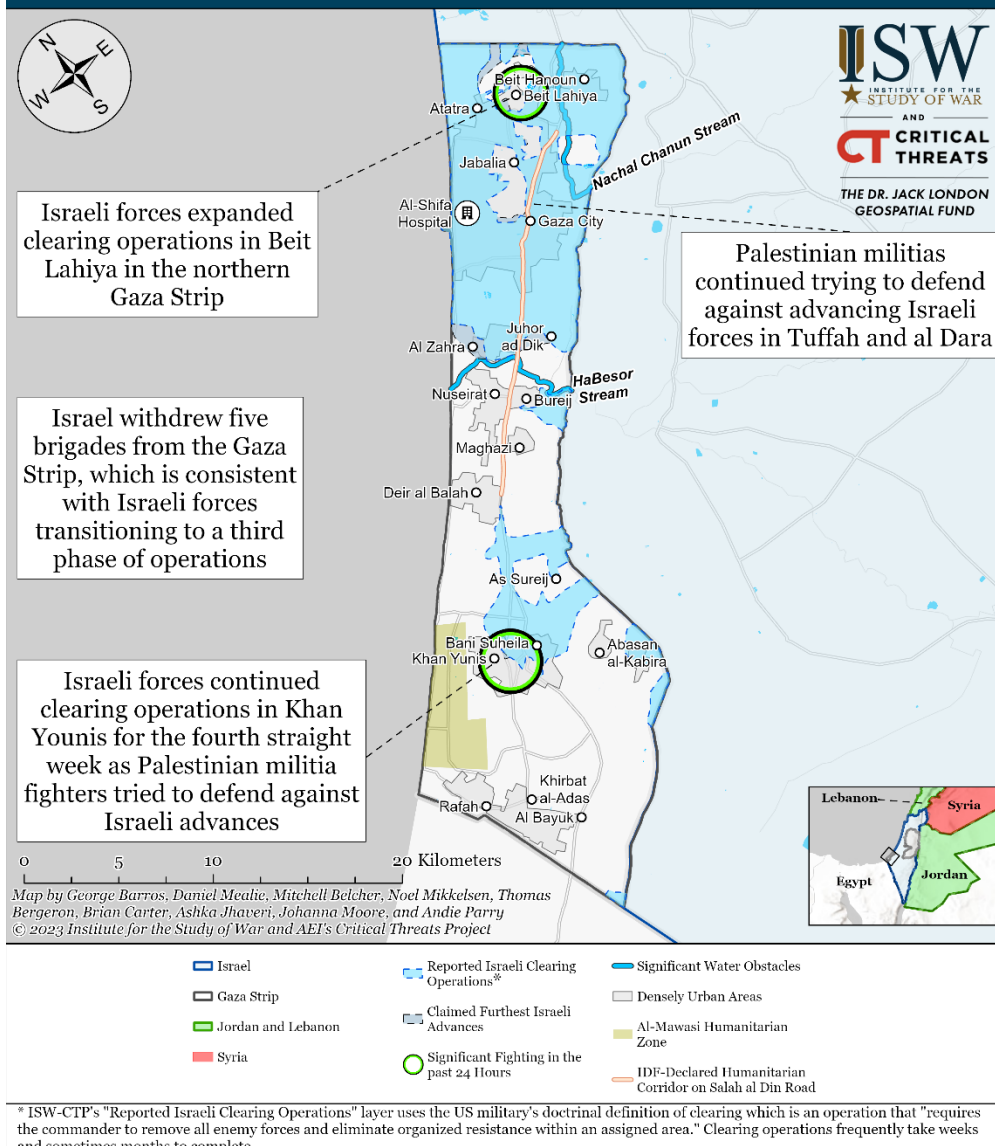 N
E
W
S
ISW
INSTITUTE FOR THE
STUDY OF WAR
AND
CT CRITICAL
THREATS
THE DR. JACK LONDON
GEOSPATIAL FUND
Beit Hanoun
Beit Lahiya
Atatra
Jabalia
Nachal Chanun Stream
Al-Shifa
Hospital
Gaza City
Israeli forces expanded
clearing operations in Beit
Lahiya in the northern
Gaza Strip
Palestinian militias
continued trying to defend
against advancing Israeli
forces in Tuffah and al Dara
Juhor
ad Dik
Al Zahra
HaBesor
Stream
Nuseirat
Bureij
Israel withdrew five
brigades from the Gaza
Strip, which is consistent
with Israeli forces
transitioning to a third
phase of operations
Maghazi
Deir al Balah
As Sureij
Bani Suheila
Khan Yunis
Abasan
al-Kabira
Israeli forces continued
clearing operations in Khan
Younis for the fourth straight
week as Palestinian militia
fighters tried to defend against
Israeli advances
Khirbat
al-Adas
Rafah
Al Bayuk
Lebanon
Syria
Jordan
Egypt
0 5 10 20 Kilometers
Map by George Barros, Daniel Mealie, Mitchell Belcher, Noel Mikkelsen, Thomas
Bergeron, Brian Carter, Ashka Jhaveri, Johanna Moore, and Andie Parry
© 2023 Institute for the Study of War and AEI's Critical Threats Project
Israel
Gaza Strip
Jordan and Lebanon
Syria
Reported Israeli Clearing
Operations*
Claimed Furthest Israeli
Advances
Significant Fighting in the
past 24 Hours
Significant Water Obstacles
Densely Urban Areas
Al-Mawasi Humanitarian
Zone
IDF-Declared Humanitarian
Corridor on Salah al Din Road
* ISW-CTP's "Reported Israeli Clearing Operations" layer uses the US military's doctrinal definition of clearing which is an operation that "requires
the commander to remove all enemy forces and eliminate organized resistance within an assigned area." Clearing operations frequently take weeks
and sometimes months to complete